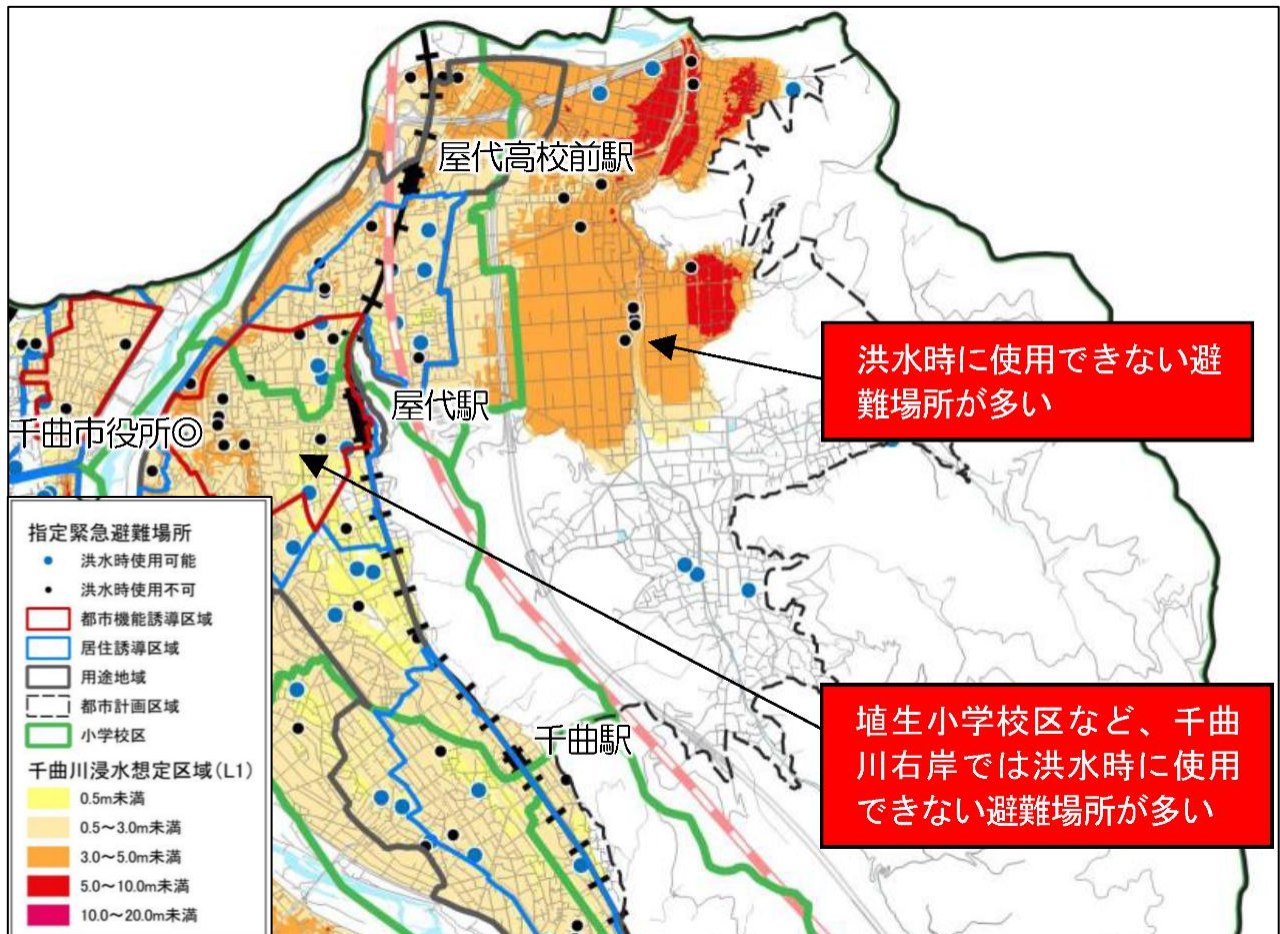 屋代高校前駅
洪水時に使用できない避
難場所が多い
屋代駅
千曲市役所◎
千曲駅
埴生小学校区など、千曲
川右岸では洪水時に使用
できない避難場所が多い
指定緊急避難場所
洪水時使用可能
洪水時使用不可
都市機能誘導区域
居住誘導区域
用途地域
都市計画区域
小学校区
千曲川浸水想定区域(L1)
0.5m未満
0.5～3.0m未満
3.0～5.0m未満
5.0～10.0m未満
10.0～20.0m未満